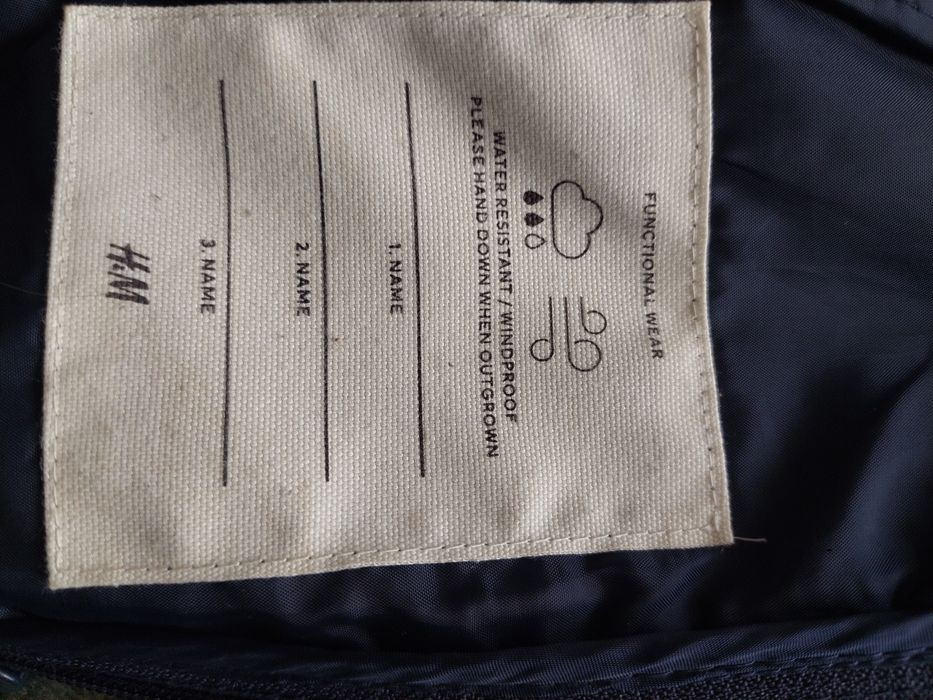 FUNCTIONAL WEAR
WATER RESISTANT / WINDPROOF
PLEASE HAND DOWN WHEN OUTGROWN
1. NAME
2. NAME
3. NAME
H&M